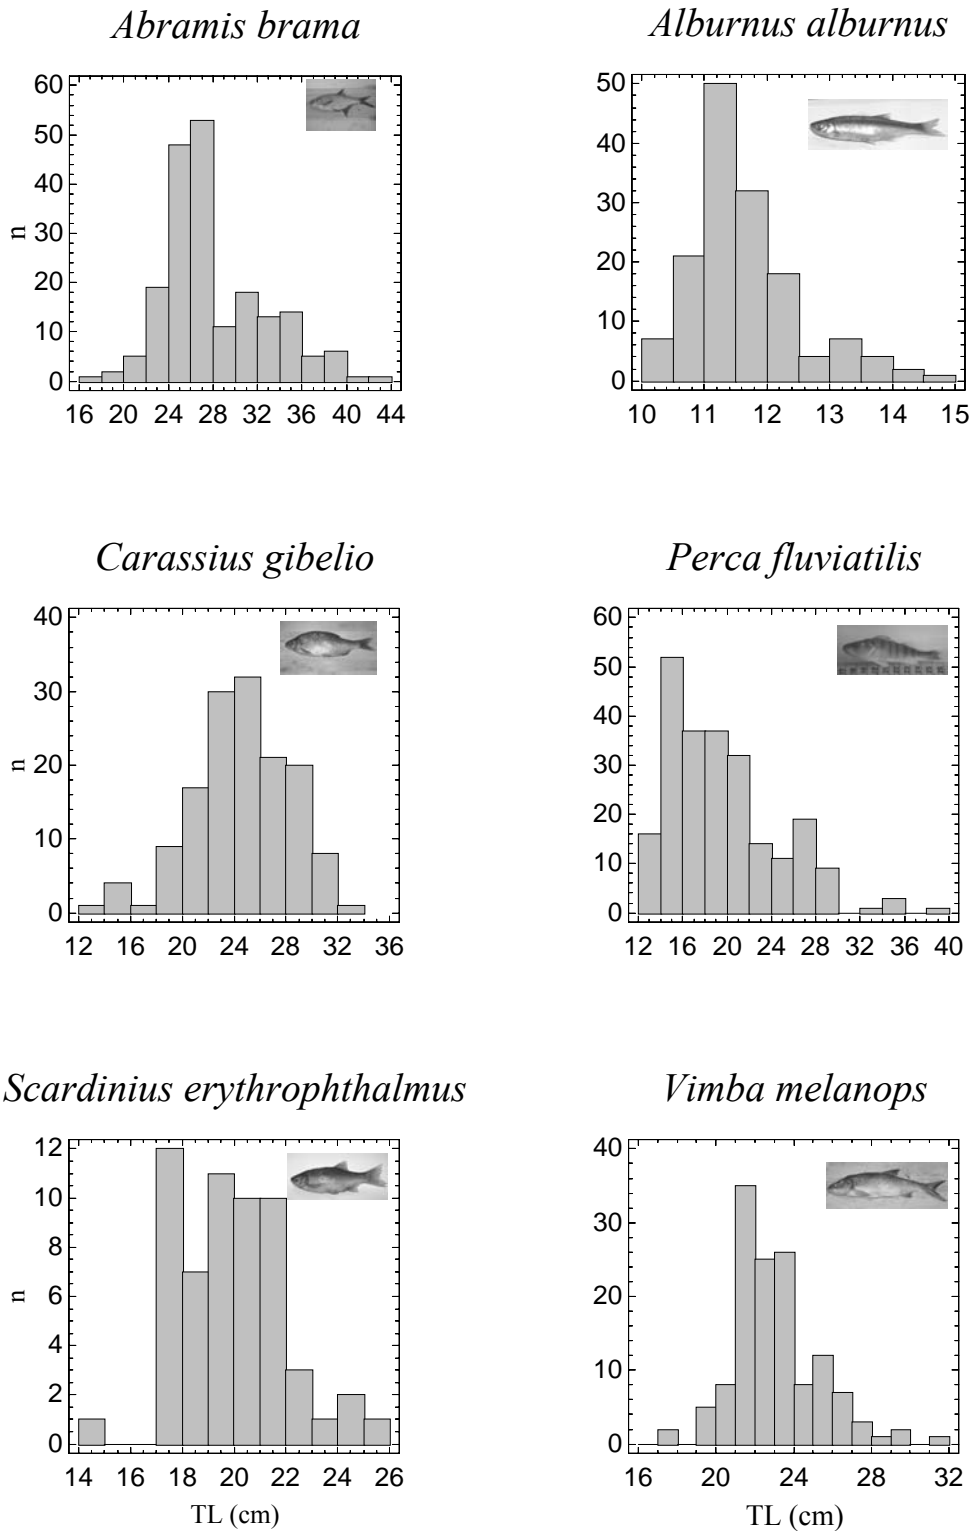 Abramis brama
Alburnus alburnus
60
50
40
30
20
10
0
n
16 20 24 28 32 36 40 44
50
40
30
20
10
0
10 11 12 13 14 15
Carassius gibelio
Perca fluviatilis
40
30
20
10
0
n
12 16 20 24 28 32 36
60
50
40
30
20
10
0
12 16 20 24 28 32 36 40
Scardinius erythrophthalmus
Vimba melanops
12
10
8
6
4
2
0
n
14 16 18 20 22 24 26
TL (cm)
40
30
20
10
0
16 20 24 28 32
TL (cm)